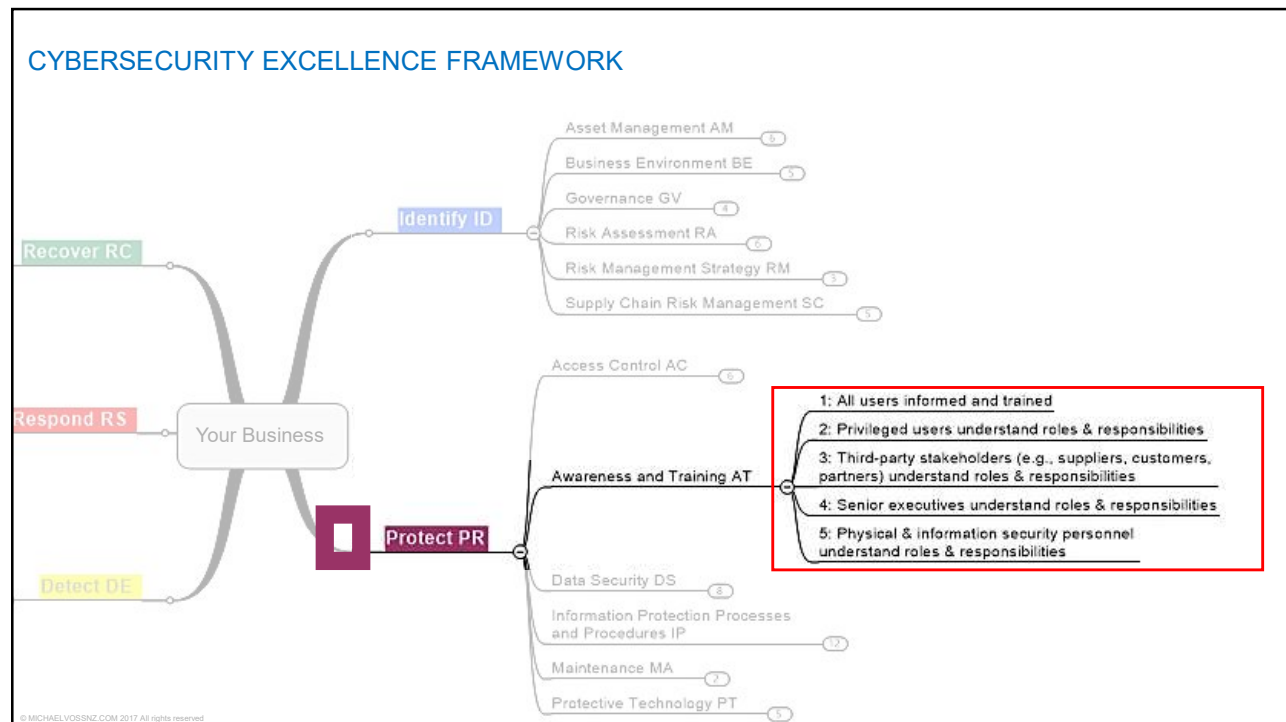 CYBERSECURITY EXCELLENCE FRAMEWORK
Asset Management AM
6
Business Environment BE
5
Governance GV
4
Identify ID
Risk Assessment RA
6
Recover RC
Risk Management Strategy RM
3
Supply Chain Risk Management SC
5
Access Control AC
6
1: All users informed and trained
Respond RS
Your Business
2: Privileged users understand roles & responsibilities
3: Third-party stakeholders (e.g., suppliers, customers,
partners) understand roles & responsibilities
Awareness and Training AT
4: Senior executives understand roles & responsibilities
5: Physical & information security personnel
understand roles & responsibilities
Protect PR
Detect DE
Data Security DS
8
Information Protection Processes
and Procedures IP
12
Maintenance MA
2
Protective Technology PT
5
© MICHAELVOSSNZ.COM 2017 All rights reserved